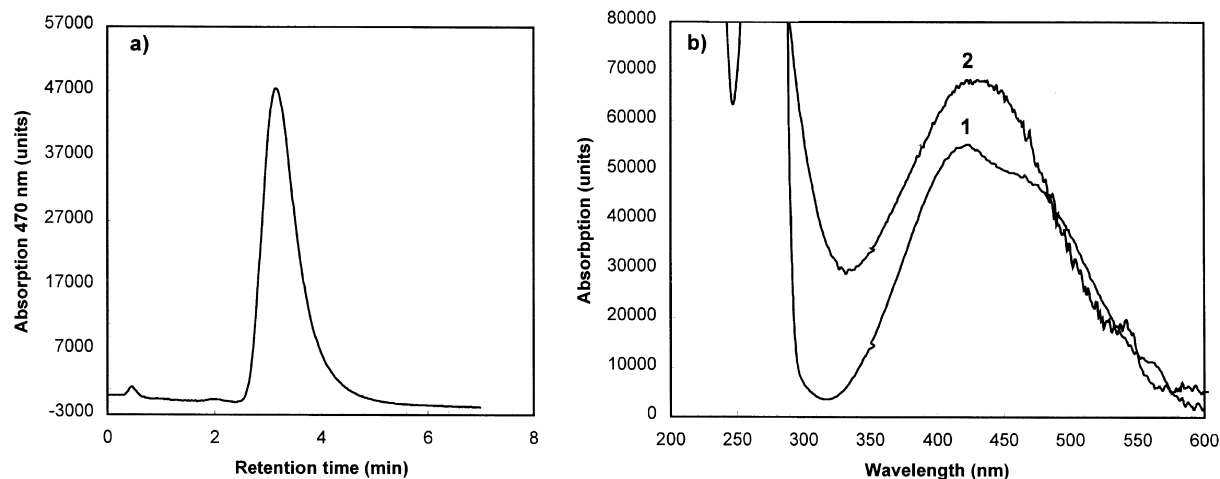 a)
57000
47000
37000
27000
17000
7000
-3000
0 2 4 6 8
Absorption 470 nm (units)
Retention time (min)
b)
80000
70000
60000
50000
40000
30000
20000
10000
0
200 250 300 350 400 450 500 550 600
2
1
Absorbption (units)
Wavelength (nm)